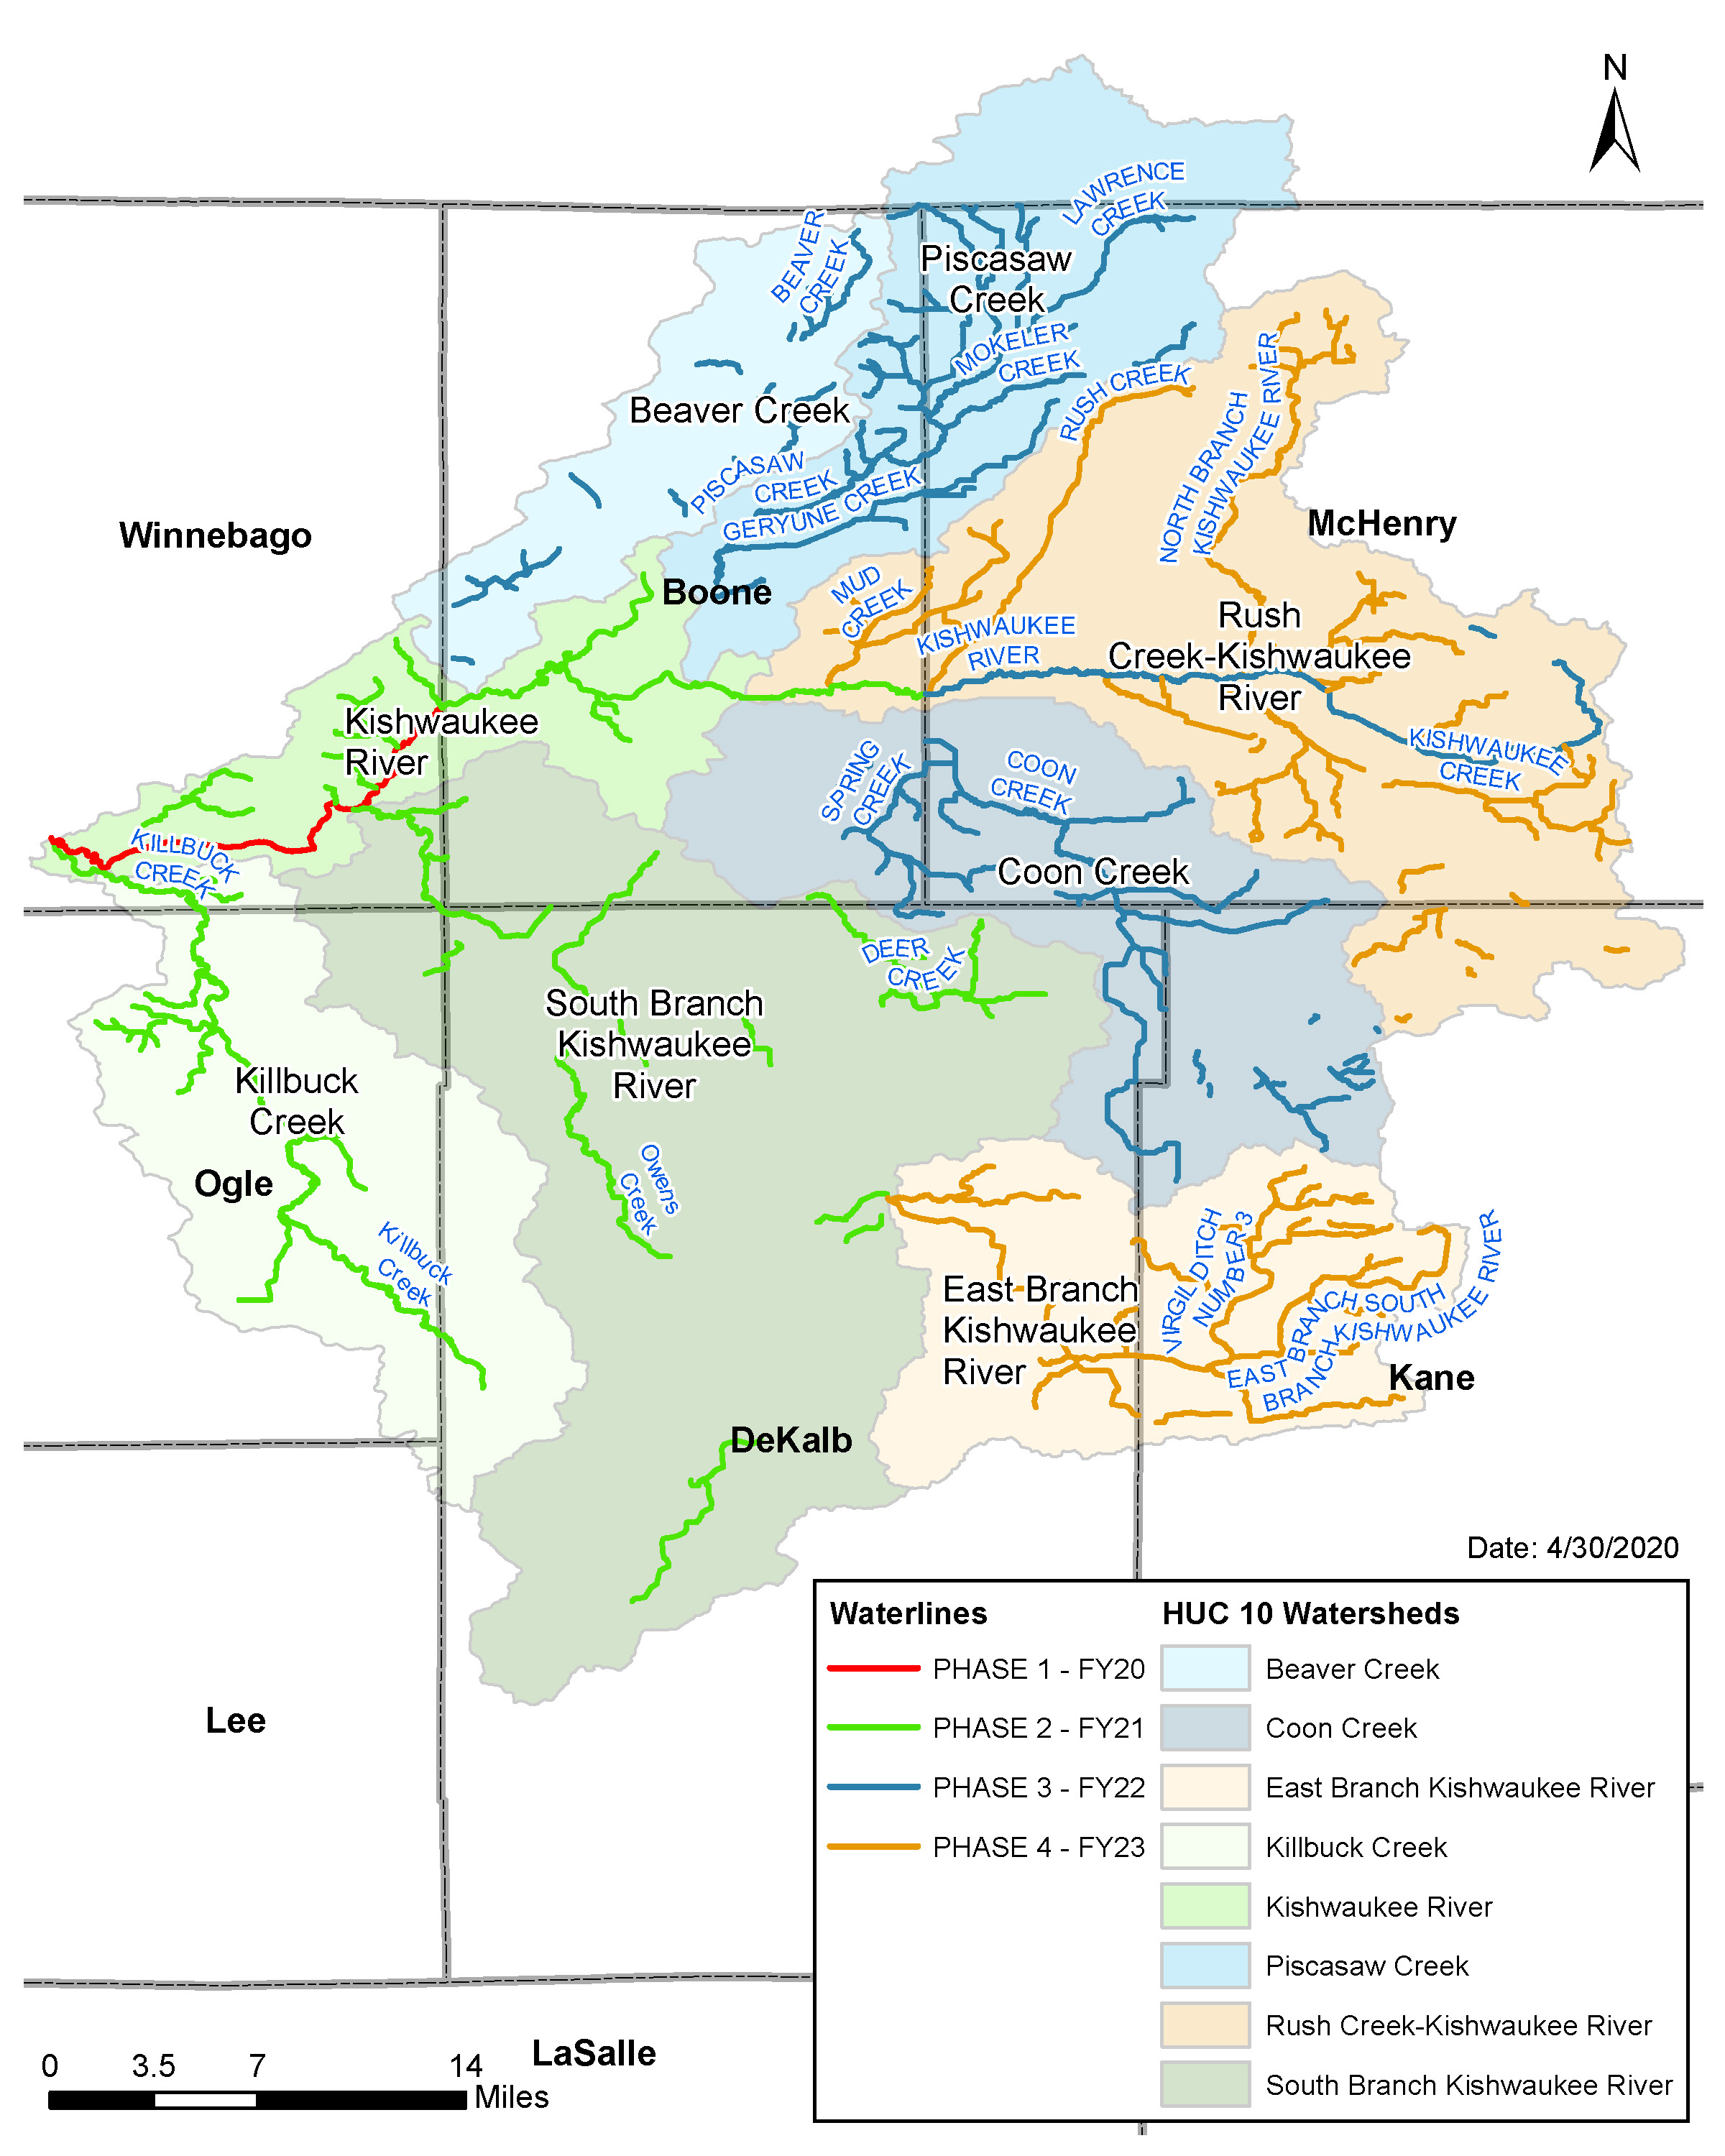 N
LAWRENCE
CREEK
BEAVER
CREEK
Piscasaw
Creek
MOKELER
CREEK
RUSH CREEK
NORTH BRANCH
KISHWAUKEE RIVER
Beaver Creek
PISCASAW
CREEK
GERYUNE CREEK
Winnebago
McHenry
Boone
MUD
CREEK
KISHWAUKEE
RIVER
Rush
Creek-Kishwaukee
River
Kishwaukee
River
KISHWAUKEE
CREEK
SPRING
CREEK
COON
CREEK
KILLBUCK
CREEK
Coon Creek
DEER
CREEK
South Branch
Kishwaukee
River
Killbuck
Creek
Ogle
Owens
Creek
Killbuck
Creek
VIRGIL DITCH
NUMBER 3
East Branch
Kishwaukee
River
EAST BRANCH SOUTH
BRANCH KISHWAUKEE RIVER
Kane
DeKalb
Date: 4/30/2020
Lee
LaSalle
Waterlines
PHASE 1 - FY20
PHASE 2 - FY21
PHASE 3 - FY22
PHASE 4 - FY23
HUC 10 Watersheds
Beaver Creek
Coon Creek
East Branch Kishwaukee River
Killbuck Creek
Kishwaukee River
Piscasaw Creek
Rush Creek-Kishwaukee River
South Branch Kishwaukee River
0 3.5 7 14
Miles